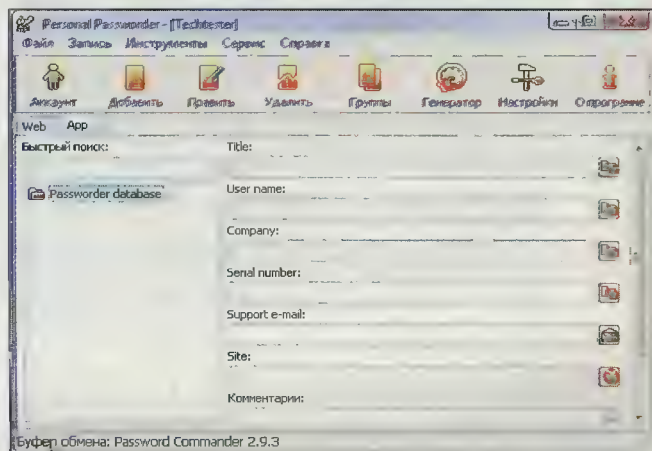 Personal Passworder - [Techtester]
Файл Запись Инструменты Сервис Справка
Аккаунт Добавить Править Удалить Группы Генератор Настройки О программе
Web App
Быстрый поиск:
Title:
Passworder database
User name:
Company:
Serial number:
Support e-mail:
Site:
Комментарии:
Буфер обмена: Password Commander 2.9.3